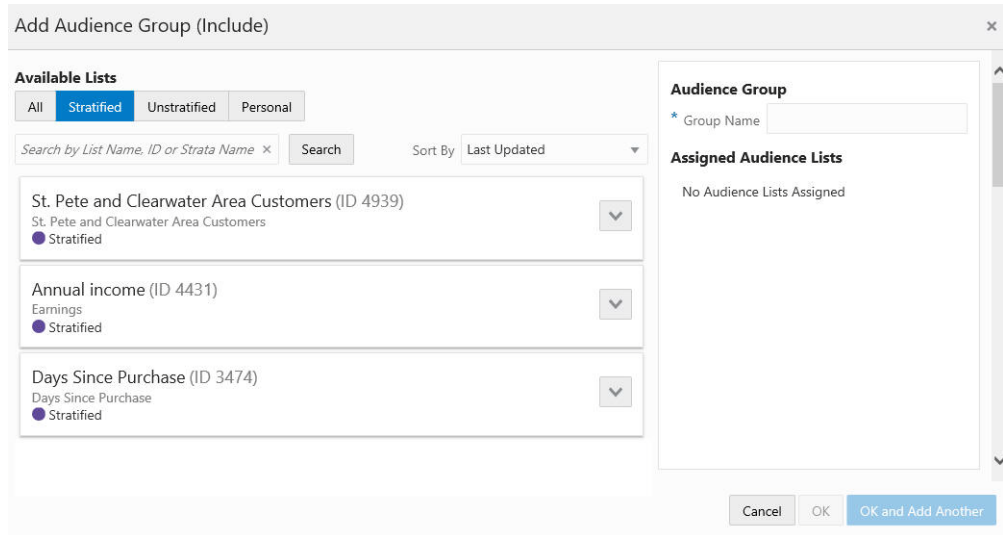 Add Audience Group (Include)
×
Available Lists
All Stratified Unstratified Personal
Search by List Name, ID or Strata Name × Search Sort By Last Updated
St. Pete and Clearwater Area Customers (ID 4939)
St. Pete and Clearwater Area Customers
Stratified
Annual income (ID 4431)
Earnings
Stratified
Days Since Purchase (ID 3474)
Days Since Purchase
Stratified
Audience Group
* Group Name
Assigned Audience Lists
No Audience Lists Assigned
Cancel OK OK and Add Another